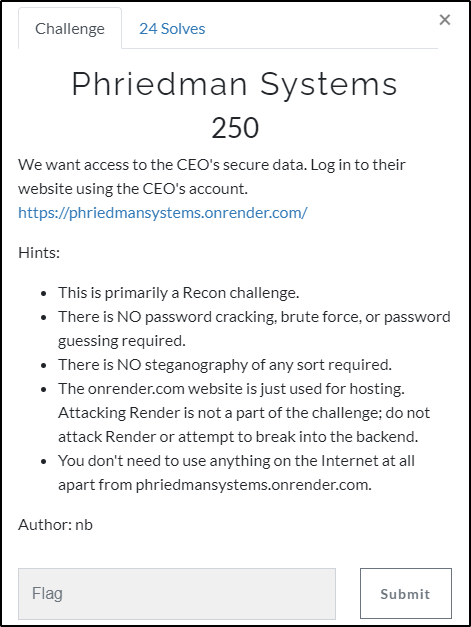 Challenge
24 Solves
×
Phriedman Systems
250
We want access to the CEO's secure data. Log in to their
website using the CEO's account.
https://phriedmansystems.onrender.com/
Hints:
• This is primarily a Recon challenge.
• There is NO password cracking, brute force, or password
guessing required.
• There is NO steganography of any sort required.
• The onrender.com website is just used for hosting.
Attacking Render is not a part of the challenge; do not
attack Render or attempt to break into the backend.
• You don't need to use anything on the Internet at all
apart from phriedmansystems.onrender.com.
Author: nb
Flag
Submit